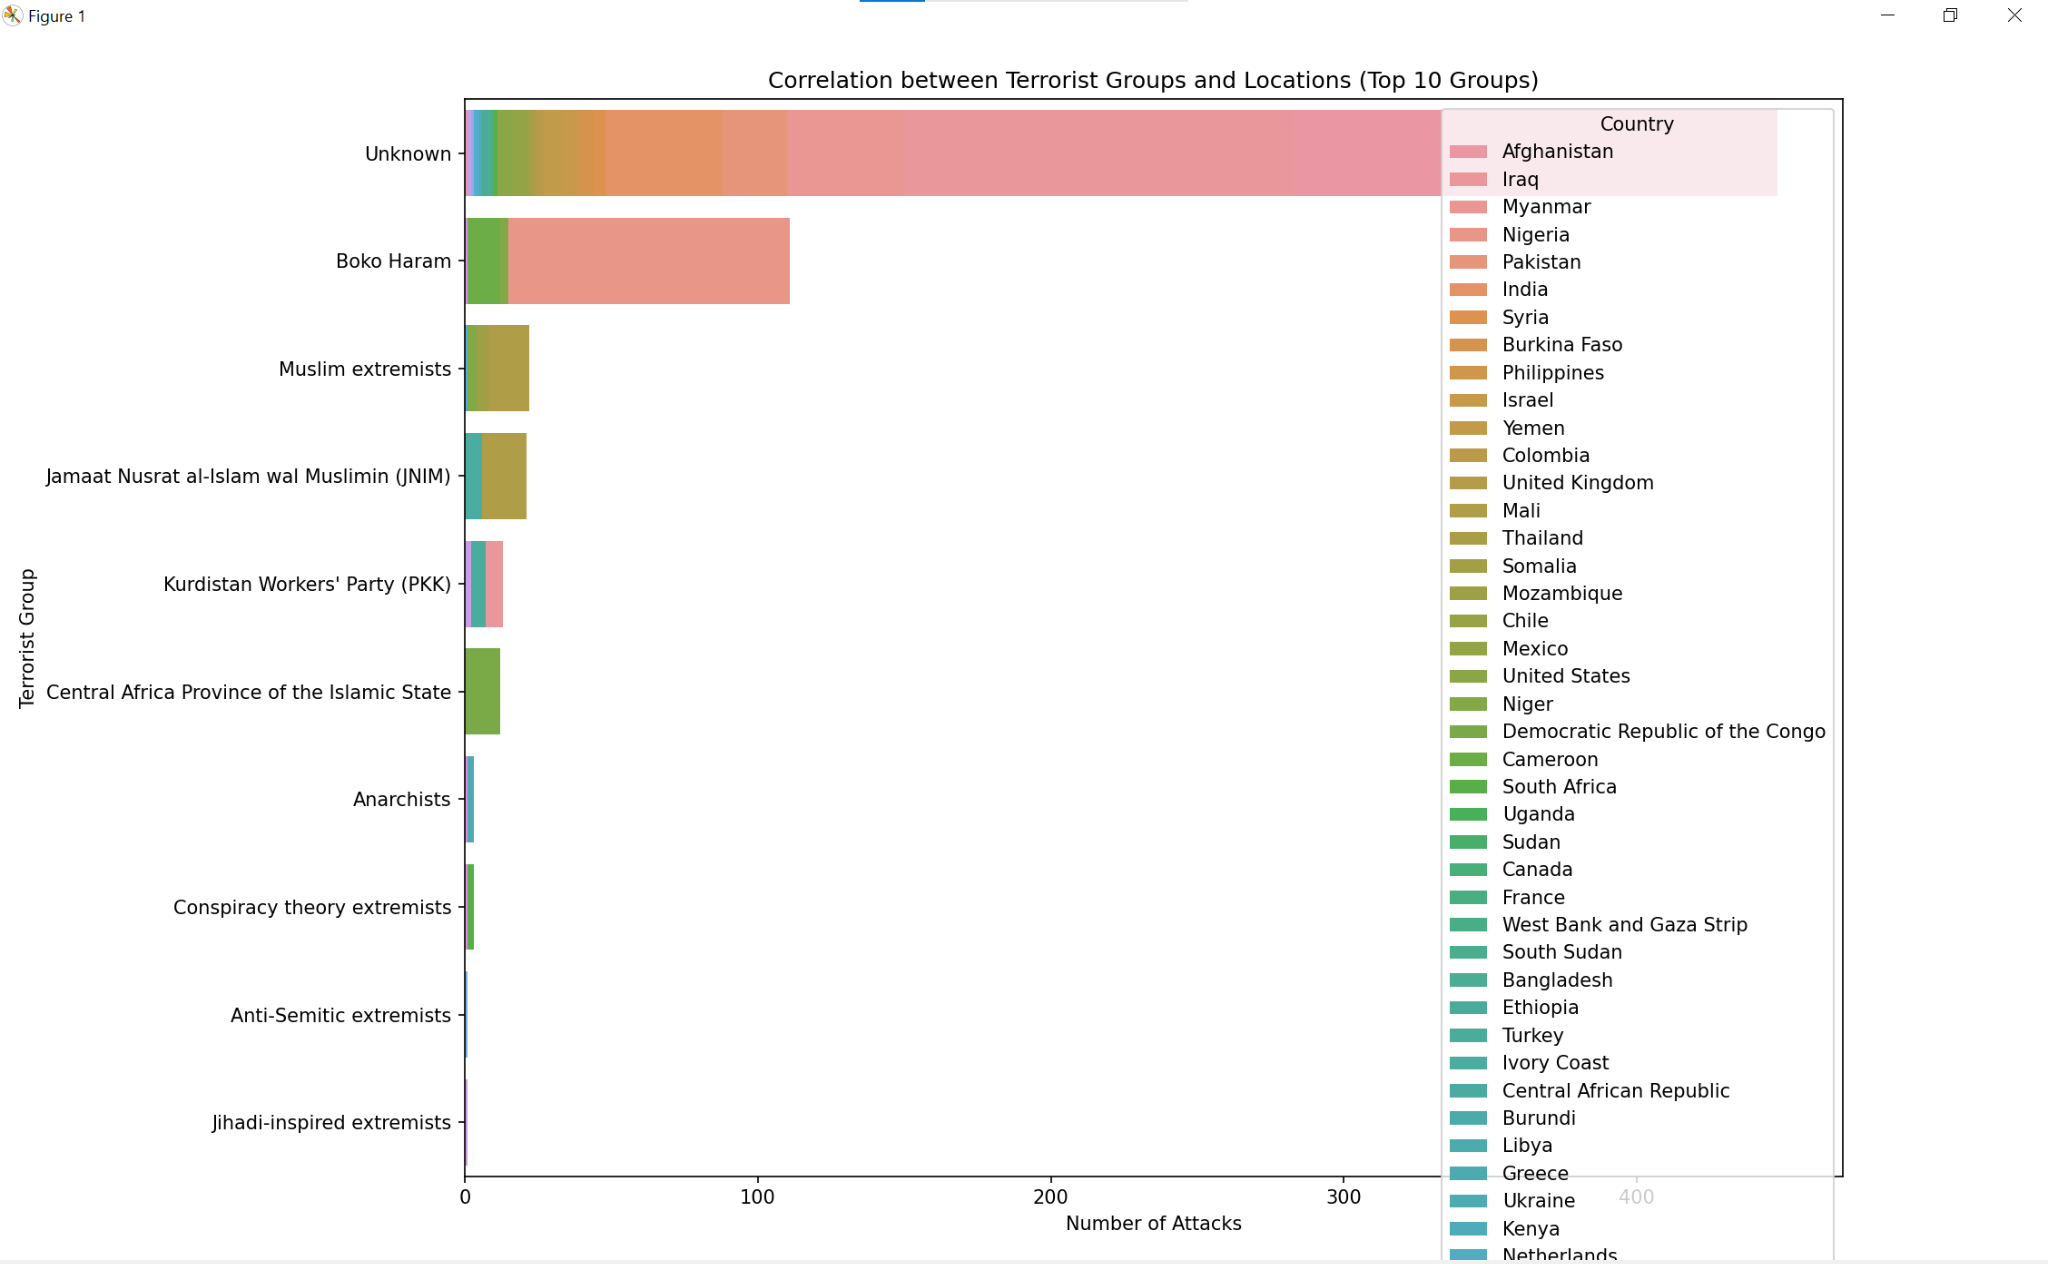 Figure 1
Correlation between Terrorist Groups and Locations (Top 10 Groups)
Terrorist Group
Unknown
Boko Haram
Muslim extremists
Jamaat Nusrat al-Islam wal Muslimin (JNIM)
Kurdistan Workers' Party (PKK)
Central Africa Province of the Islamic State
Anarchists
Conspiracy theory extremists
Anti-Semitic extremists
Jihadi-inspired extremists
0 100 200 300 400
Number of Attacks
Country
Afghanistan
Iraq
Myanmar
Nigeria
Pakistan
India
Syria
Burkina Faso
Philippines
Israel
Yemen
Colombia
United Kingdom
Mali
Thailand
Somalia
Mozambique
Chile
Mexico
United States
Niger
Democratic Republic of the Congo
Cameroon
South Africa
Uganda
Sudan
Canada
France
West Bank and Gaza Strip
South Sudan
Bangladesh
Ethiopia
Turkey
Ivory Coast
Central African Republic
Burundi
Libya
Greece
Ukraine
Kenya
Netherlands